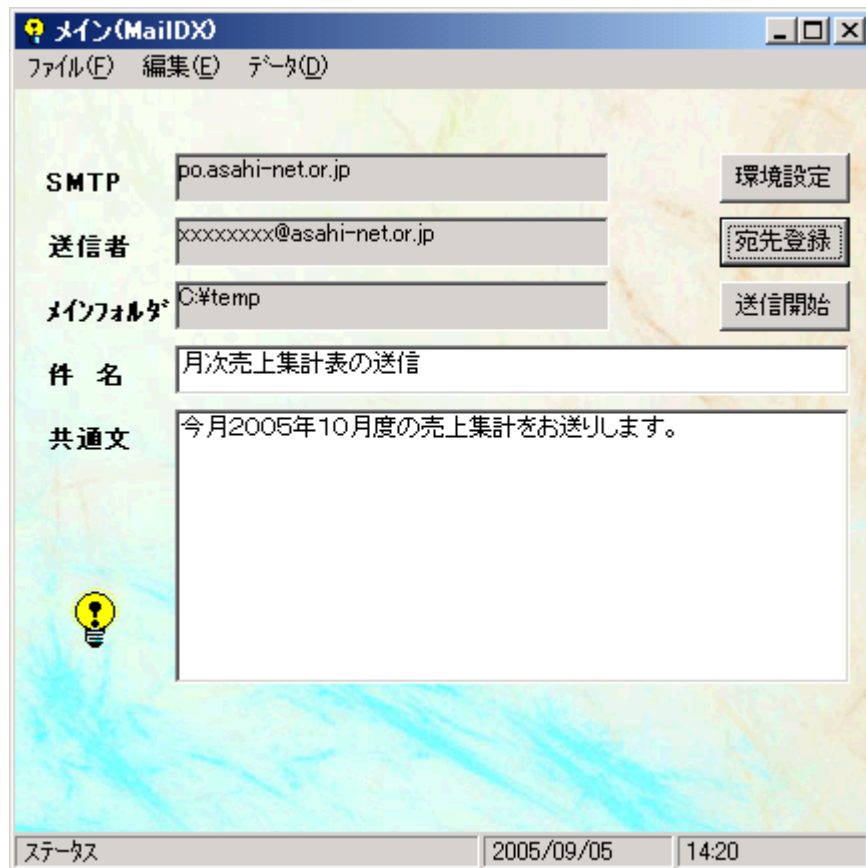 メイン(MailDX)
ﾌｧｲﾙ(F) 編集(E) ﾃﾞｰﾀ(D)
SMTP po.asahi-net.or.jp 環境設定
送信者 xxxxxxxx@asahi-net.or.jp 宛先登録
ﾒｲﾝﾌｫﾙﾀﾞ C:¥temp 送信開始
件 名 月次売上集計表の送信
共通文 今月2005年10月度の売上集計をお送りします。
ｽﾃｰﾀｽ 2005/09/05 14:20